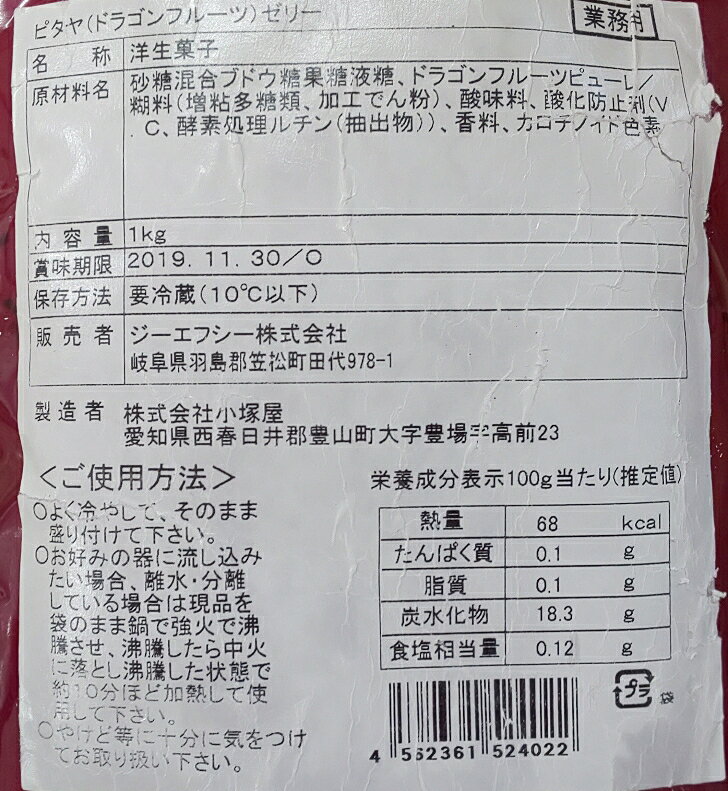 ピタヤ(ドラゴンフルーツ)ゼリー
業務用
名 称 洋生菓子
原材料名 砂糖混合ブドウ糖果糖液糖、ドラゴンフルーツピューレ/
糊料(増粘多糖類、加工でん粉)、酸味料、酸化防止剤(V
.C、酵素処理ルチン(抽出物))、香料、カロチノイド色素
内容量 1kg
賞味期限 2019.11.30/O
保存方法 要冷蔵(10℃以下)
販売者 ジーエフシー株式会社
岐阜県羽島郡笠松町田代978-1
製造者 株式会社小塚屋
愛知県西春日井郡豊山町大字豊場字高前23
<ご使用方法>
○よく冷やして、そのまま
盛り付けて下さい。
○お好みの器に流し込み
たい場合、離水・分離
している場合は現品を
袋のまま鍋で強火で沸
騰させ、沸騰したら中火
に落とし沸騰した状態で
約10分ほど加熱して使
用して下さい。
○やけど等に十分に気をつけ
てお取り扱い下さい。
栄養成分表示100g当たり(推定値)
熱量 68 kcal
たんぱく質 0.1 g
脂質 0.1 g
炭水化物 18.3 g
食塩相当量 0.12 g
プラ 袋
4 562361 524022